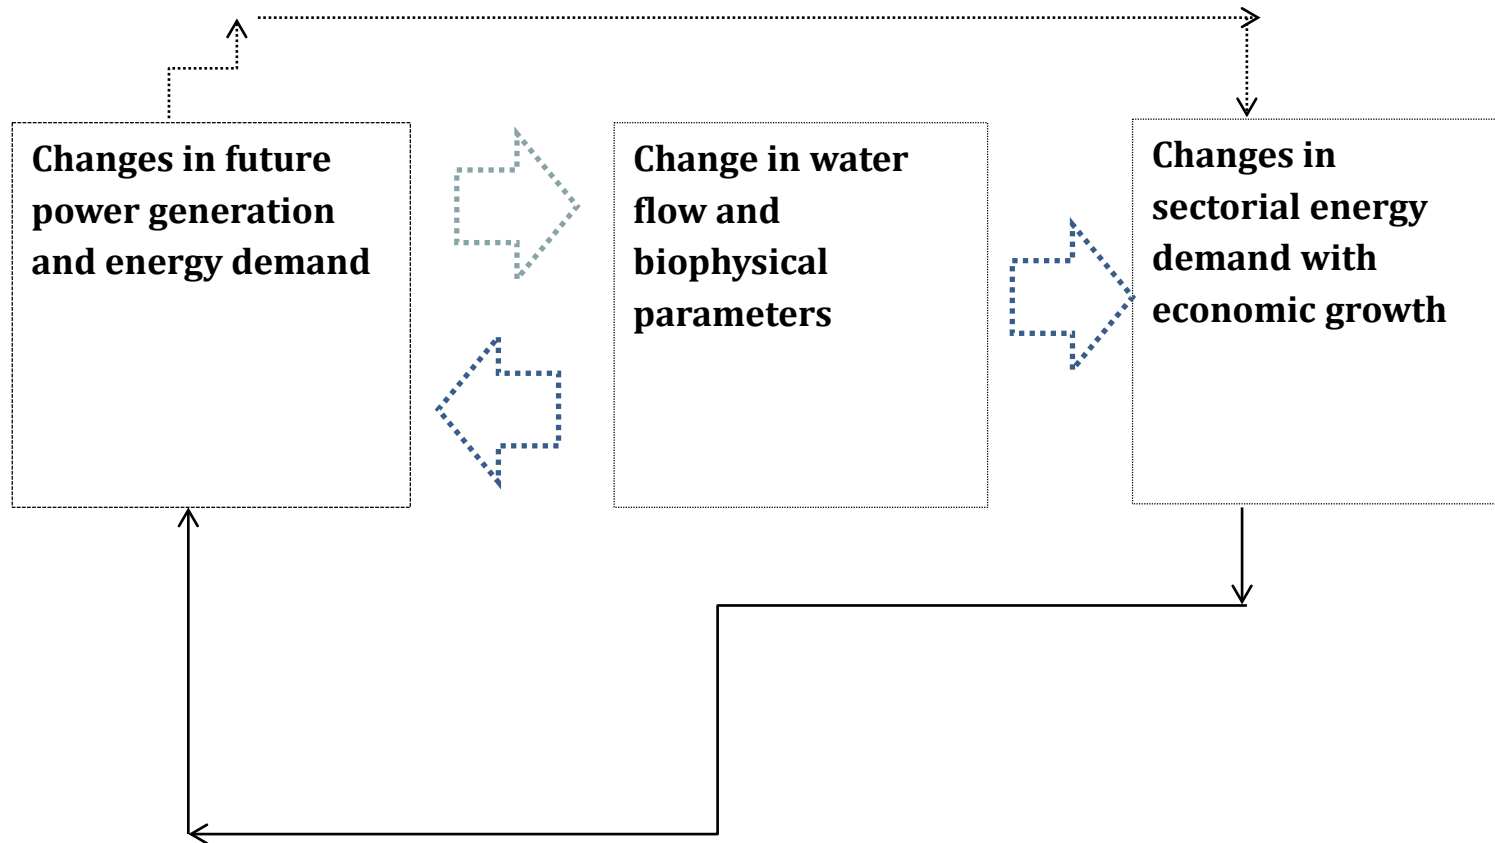 Changes in future
power generation
and energy demand
Change in water
flow and
biophysical
parameters
Changes in
sectorial energy
demand with
economic growth